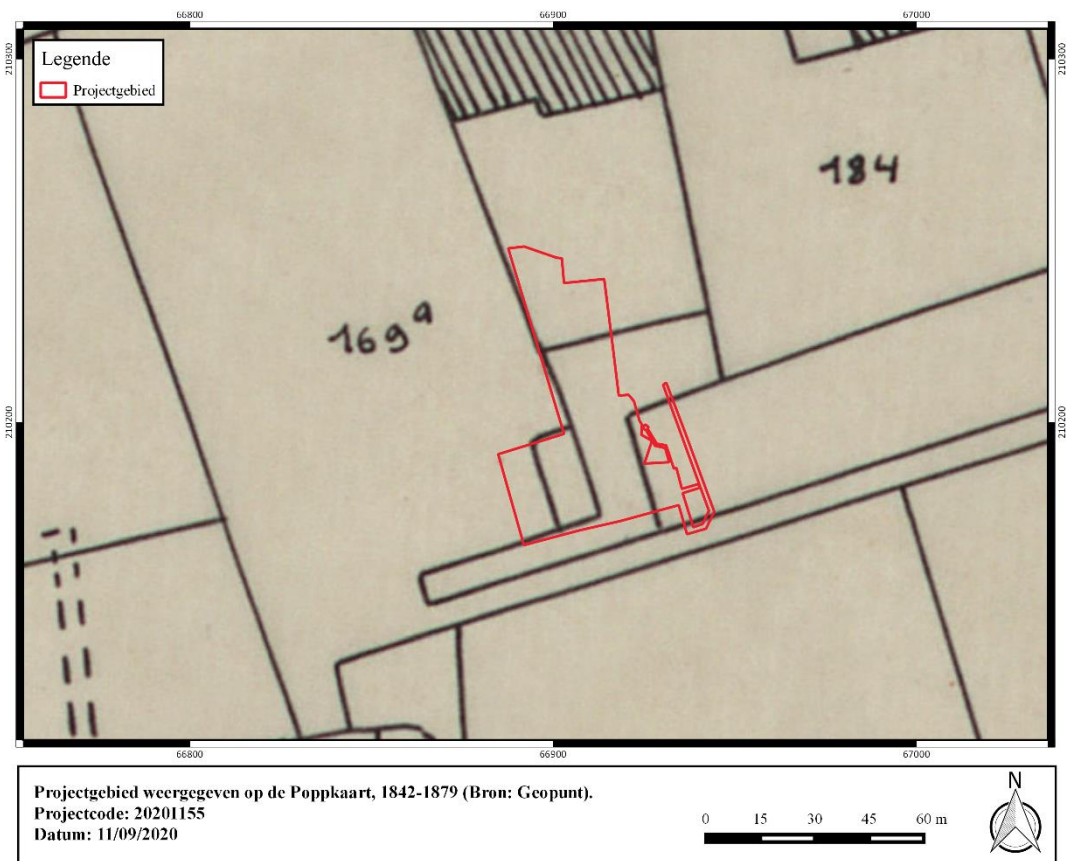 66800 66900 67000
210300 210300
Legende
Projectgebied
184
169a
210200 210200
66800 66900 67000
Projectgebied weergegeven op de Poppkaart, 1842-1879 (Bron: Geopunt).
Projectcode: 20201155
Datum: 11/09/2020
0 15 30 45 60 m
N